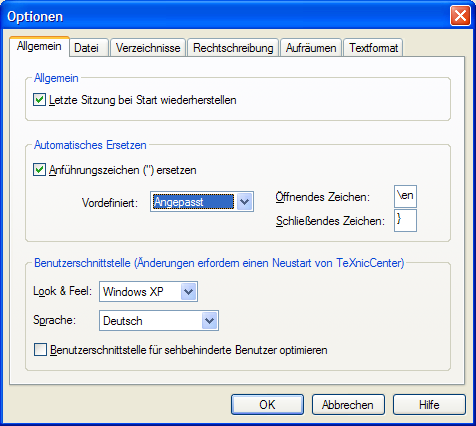 Optionen
Allgemein Datei Verzeichnisse Rechtschreibung Aufräumen Textformat
Allgemein
Letzte Sitzung bei Start wiederherstellen
Automatisches Ersetzen
Anführungszeichen (") ersetzen
Vordefiniert: Angepasst Öffnendes Zeichen: \en
Schließendes Zeichen: }
Benutzerschnittstelle (Änderungen erfordern einen Neustart von TeXnicCenter)
Look & Feel: Windows XP
Sprache: Deutsch
Benutzerschnittstelle für sehbehinderte Benutzer optimieren
OK Abbrechen Hilfe